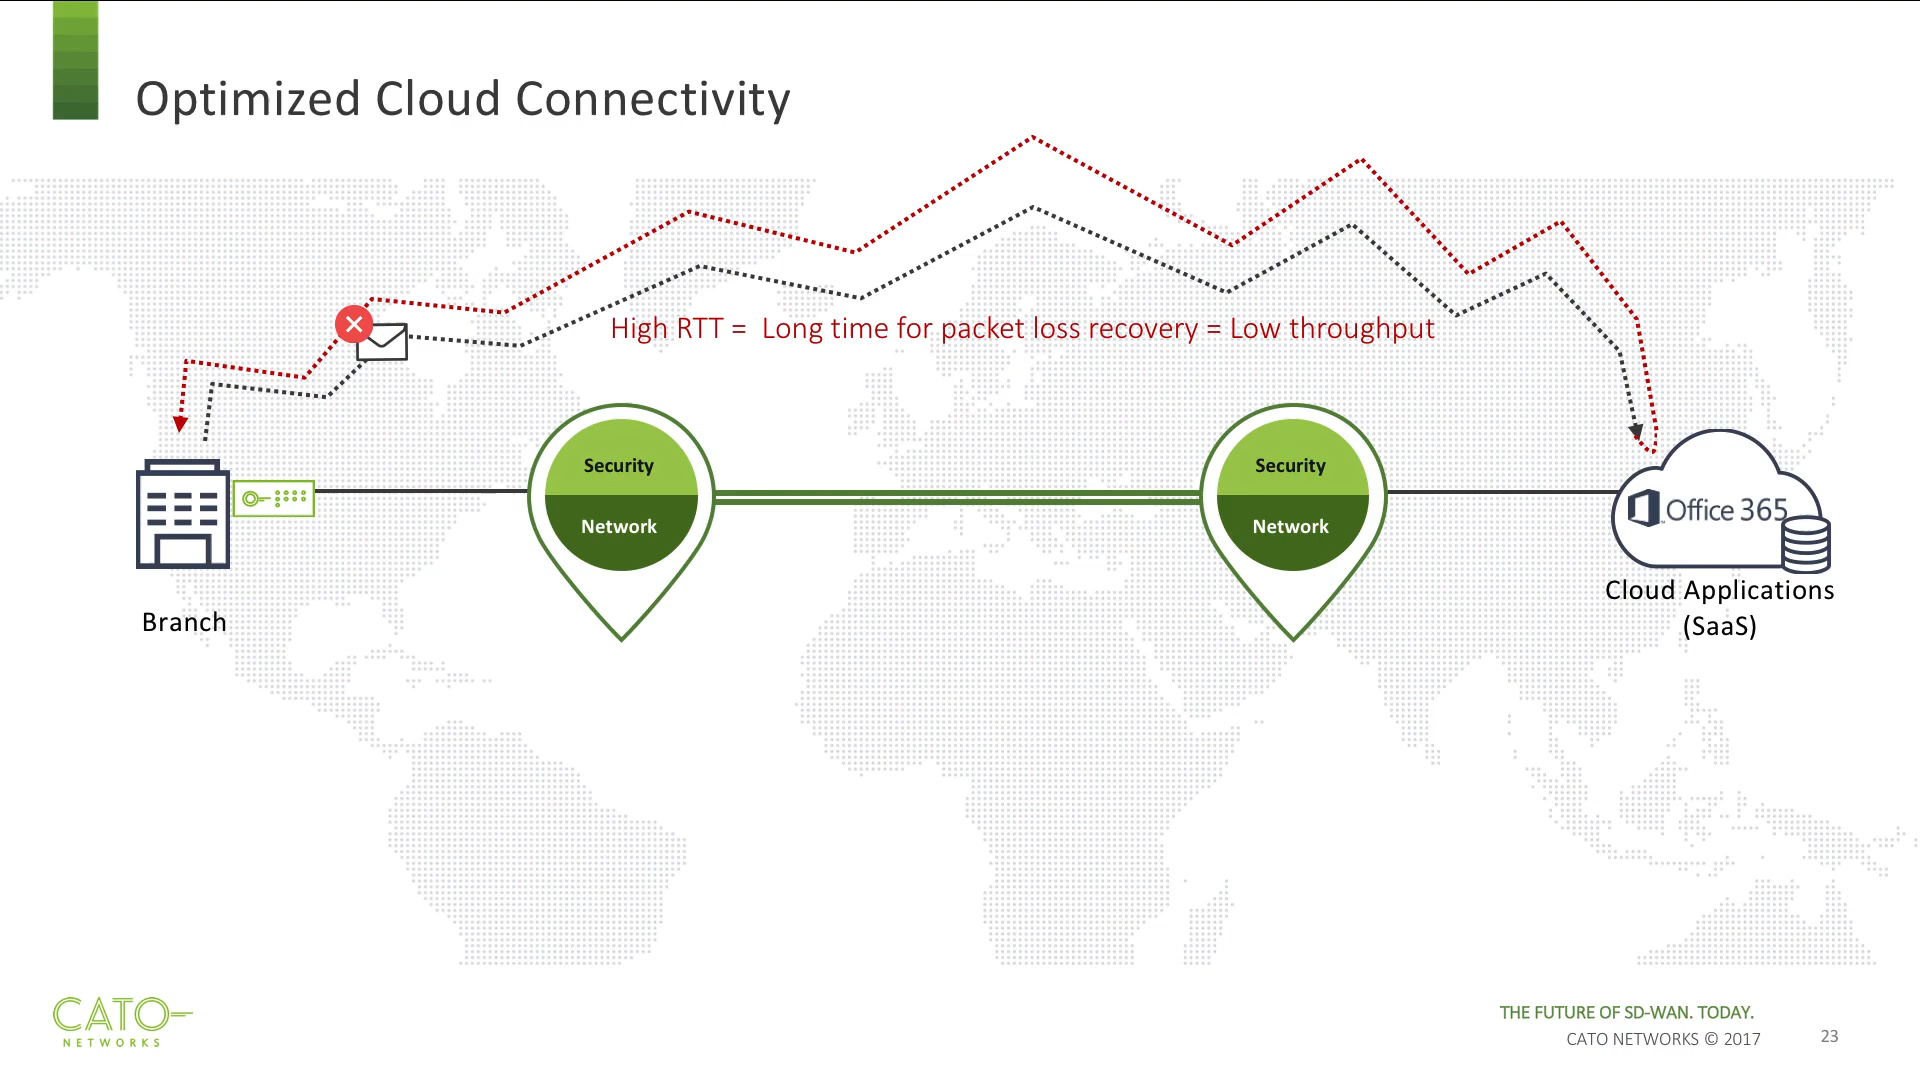 Optimized Cloud Connectivity
High RTT =  Long time for packet loss recovery = Low throughput
Security
Network
Security
Network
Office 365
Branch
Cloud Applications
(SaaS)
CATO
NETWORKS
THE FUTURE OF SD-WAN. TODAY.
CATO NETWORKS © 2017
23